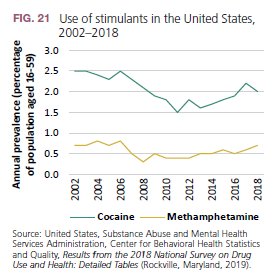 FIG. 21 Use of stimulants in the United States,
2002–2018
Annual prevalence (percentage
of population aged 16-59)
3.0
2.5
2.0
1.5
1.0
0.5
0.0
2002
2004
2006
2008
2010
2012
2014
2016
2018
Cocaine Methamphetamine
Source: United States, Substance Abuse and Mental Health
Services Administration, Center for Behavioral Health Statistics
and Quality, Results from the 2018 National Survey on Drug
Use and Health: Detailed Tables (Rockville, Maryland, 2019).